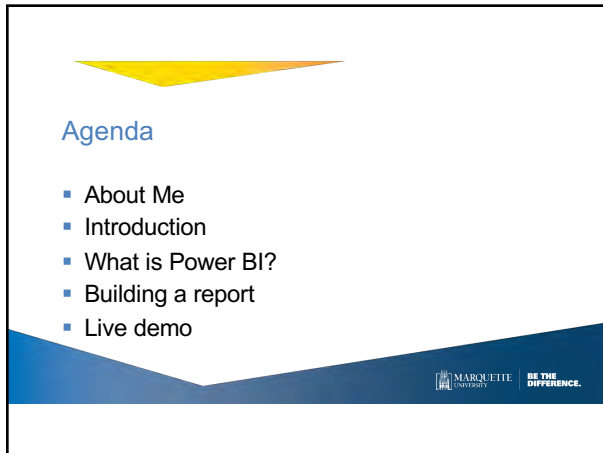 Agenda
▪ About Me
▪ Introduction
▪ What is Power BI?
▪ Building a report
▪ Live demo
MARQUETTE
UNIVERSITY
BE THE
DIFFERENCE.